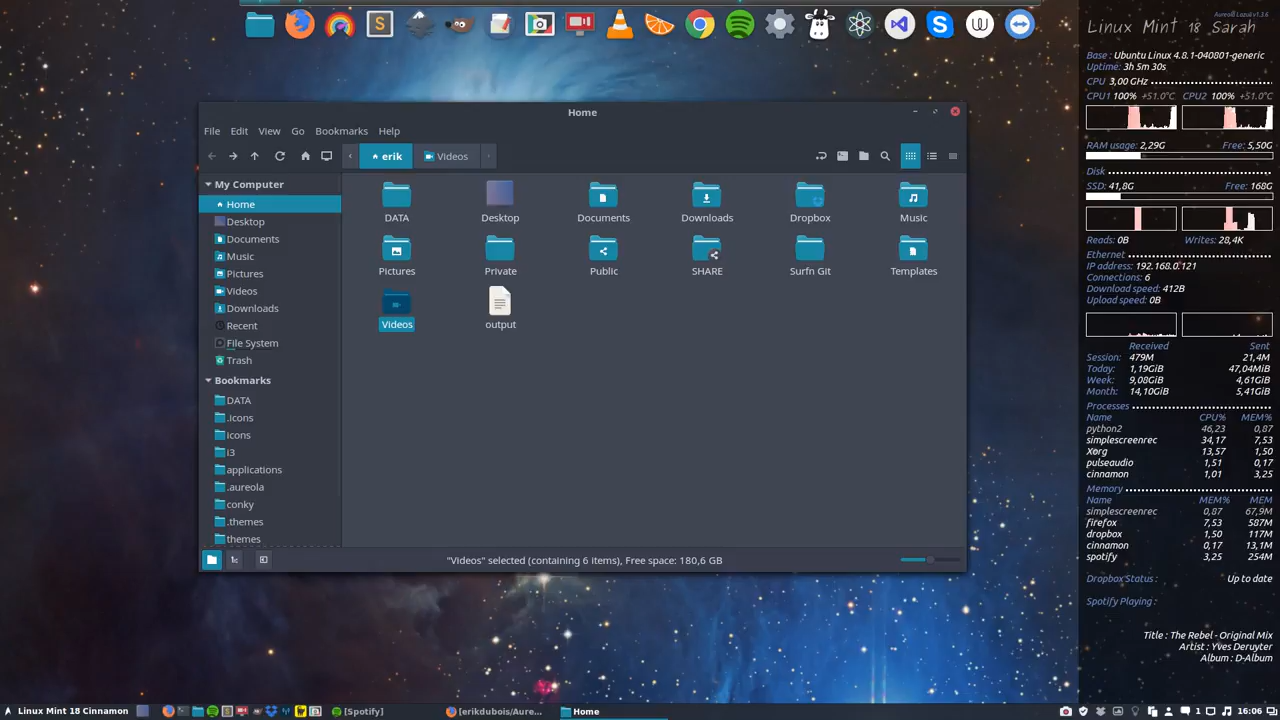 Home
File Edit View Go Bookmarks Help
erik Videos
My Computer
Home
Desktop
Documents
Music
Pictures
Videos
Downloads
Recent
File System
Trash
Bookmarks
DATA
.icons
icons
i3
applications
.aureola
conky
.themes
themes
DATA Desktop Documents Downloads Dropbox Music
Pictures Private Public SHARE Surfn Git Templates
Videos output
"Videos" selected (containing 6 items), Free space: 180,6 GB
Linux Mint 18 Sarah
Base : Ubuntu Linux 4.8.1-040801-generic
Uptime: 3h 5m 30s
CPU 3,00 GHz
CPU1 100% +51.0°C CPU2 100% +51.0°C
RAM usage: 2,29G Free: 5,50G
Disk
SSD: 41,8G Free: 168G
Reads: 0B Writes: 28,4K
Ethernet
IP address: 192.168.0.121
Connections: 6
Download speed: 412B
Upload speed: 0B
Received Sent
Session: 479M 21,4M
Today: 1,19GiB 47,04MiB
Week: 9,08GiB 4,61GiB
Month: 14,10GiB 5,41GiB
Processes
Name CPU% MEM%
python2 46,23 0,87
simplescreenrec 34,17 7,53
Xorg 13,57 1,50
pulseaudio 1,51 0,17
cinnamon 1,01 3,25
Memory
Name MEM% MEM
simplescreenrec 0,87 67,9M
firefox 7,53 587M
dropbox 1,50 117M
cinnamon 0,17 13,1M
spotify 3,25 254M
Dropbox Status : Up to date
Spotify Playing :
Title : The Rebel - Original Mix
Artist : Yves Deruyter
Album : D-Album
Linux Mint 18 Cinnamon [Spotify] [erikdubois/Aure... Home 1 16:06